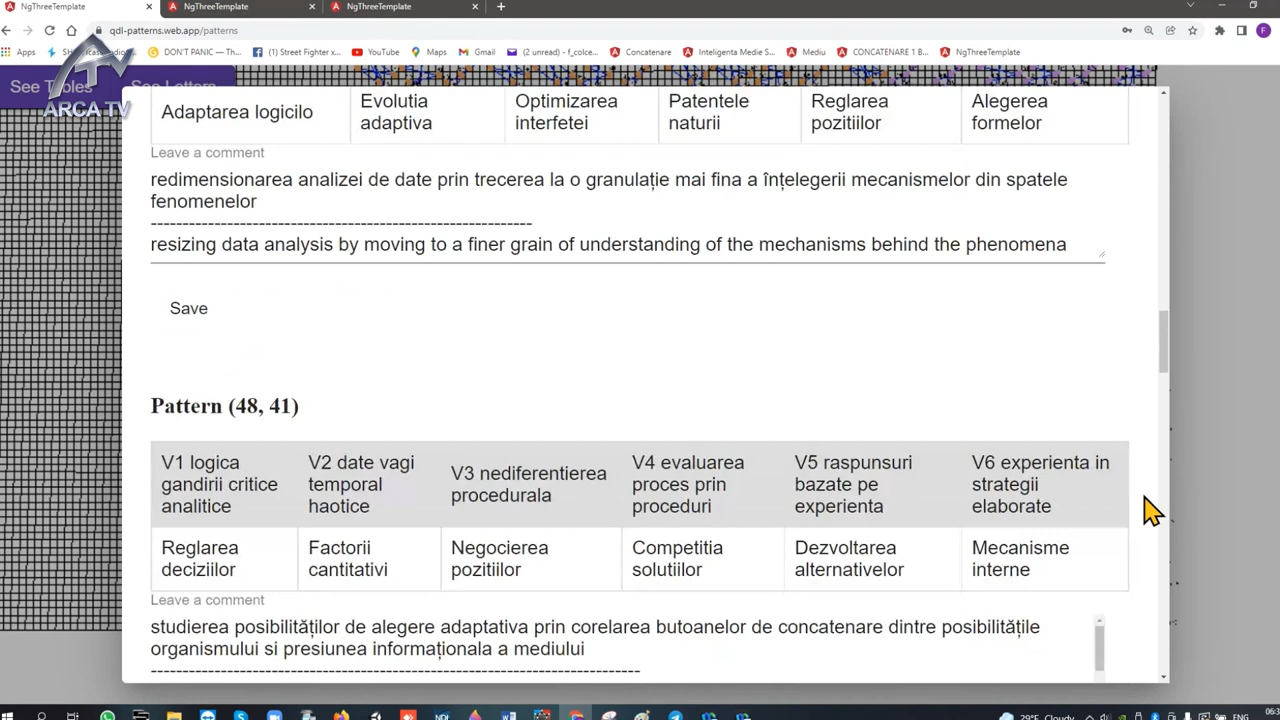 NgThreeTemplate
NgThreeTemplate
NgThreeTemplate
qdl-patterns.web.app/patterns
Apps
DON'T PANIC — Th...
(1) Street Fighter x...
YouTube
Maps
Gmail
(2 unread) - f_colce...
Concatenare
Inteligenta Medie S...
Mediu
CONCATENARE 1 B...
NgThreeTemplate
See Letters
ARCA TV
Adaptarea logicilo
Evolutia
adaptiva
Optimizarea
interfetei
Patentele
naturii
Reglarea
pozitiilor
Alegerea
formelor
Leave a comment
redimensionarea analizei de date prin trecerea la o granulație mai fina a înțelegerii mecanismelor din spatele
fenomenelor
------------------------------------------------------
resizing data analysis by moving to a finer grain of understanding of the mechanisms behind the phenomena
Save
Pattern (48, 41)
V1 logica
gandirii critice
analitice
V2 date vagi
temporal
haotice
V3 nediferentierea
procedurala
V4 evaluarea
proces prin
proceduri
V5 raspunsuri
bazate pe
experienta
V6 experienta in
strategii
elaborate
Reglarea
deciziilor
Factorii
cantitativi
Negocierea
pozitiilor
Competitia
solutiilor
Dezvoltarea
alternativelor
Mecanisme
interne
Leave a comment
studierea posibilităților de alegere adaptativa prin corelarea butoanelor de concatenare dintre posibilitățile
organismului si presiunea informaționala a mediului
----------------------------------------------------------------------
29°F Cloudy
ENG